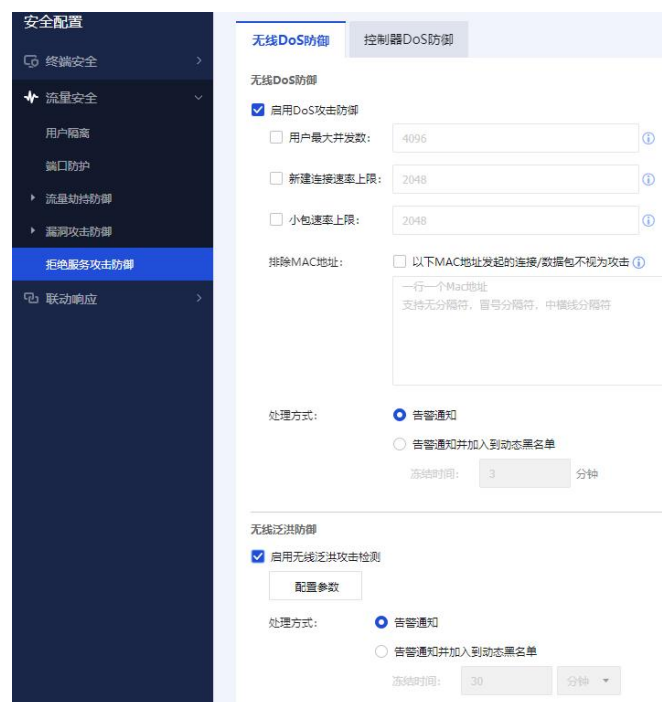 安全配置
终端安全
流量安全
用户隔离
端口防护
流量劫持防御
漏洞攻击防御
拒绝服务攻击防御
联动响应
无线DoS防御
控制器DoS防御
无线DoS防御
启用DoS攻击防御
用户最大并发数: 4096
新建连接速率上限: 2048
小包速率上限: 2048
排除MAC地址: 以下MAC地址发起的连接/数据包不视为攻击
一行一个Mac地址
支持无分隔符、冒号分隔符、中横线分隔符
处理方式: 告警通知
告警通知并加入到动态黑名单
冻结时间: 3 分钟
无线泛洪防御
启用无线泛洪攻击检测
配置参数
处理方式: 告警通知
告警通知并加入到动态黑名单
冻结时间: 30 分钟